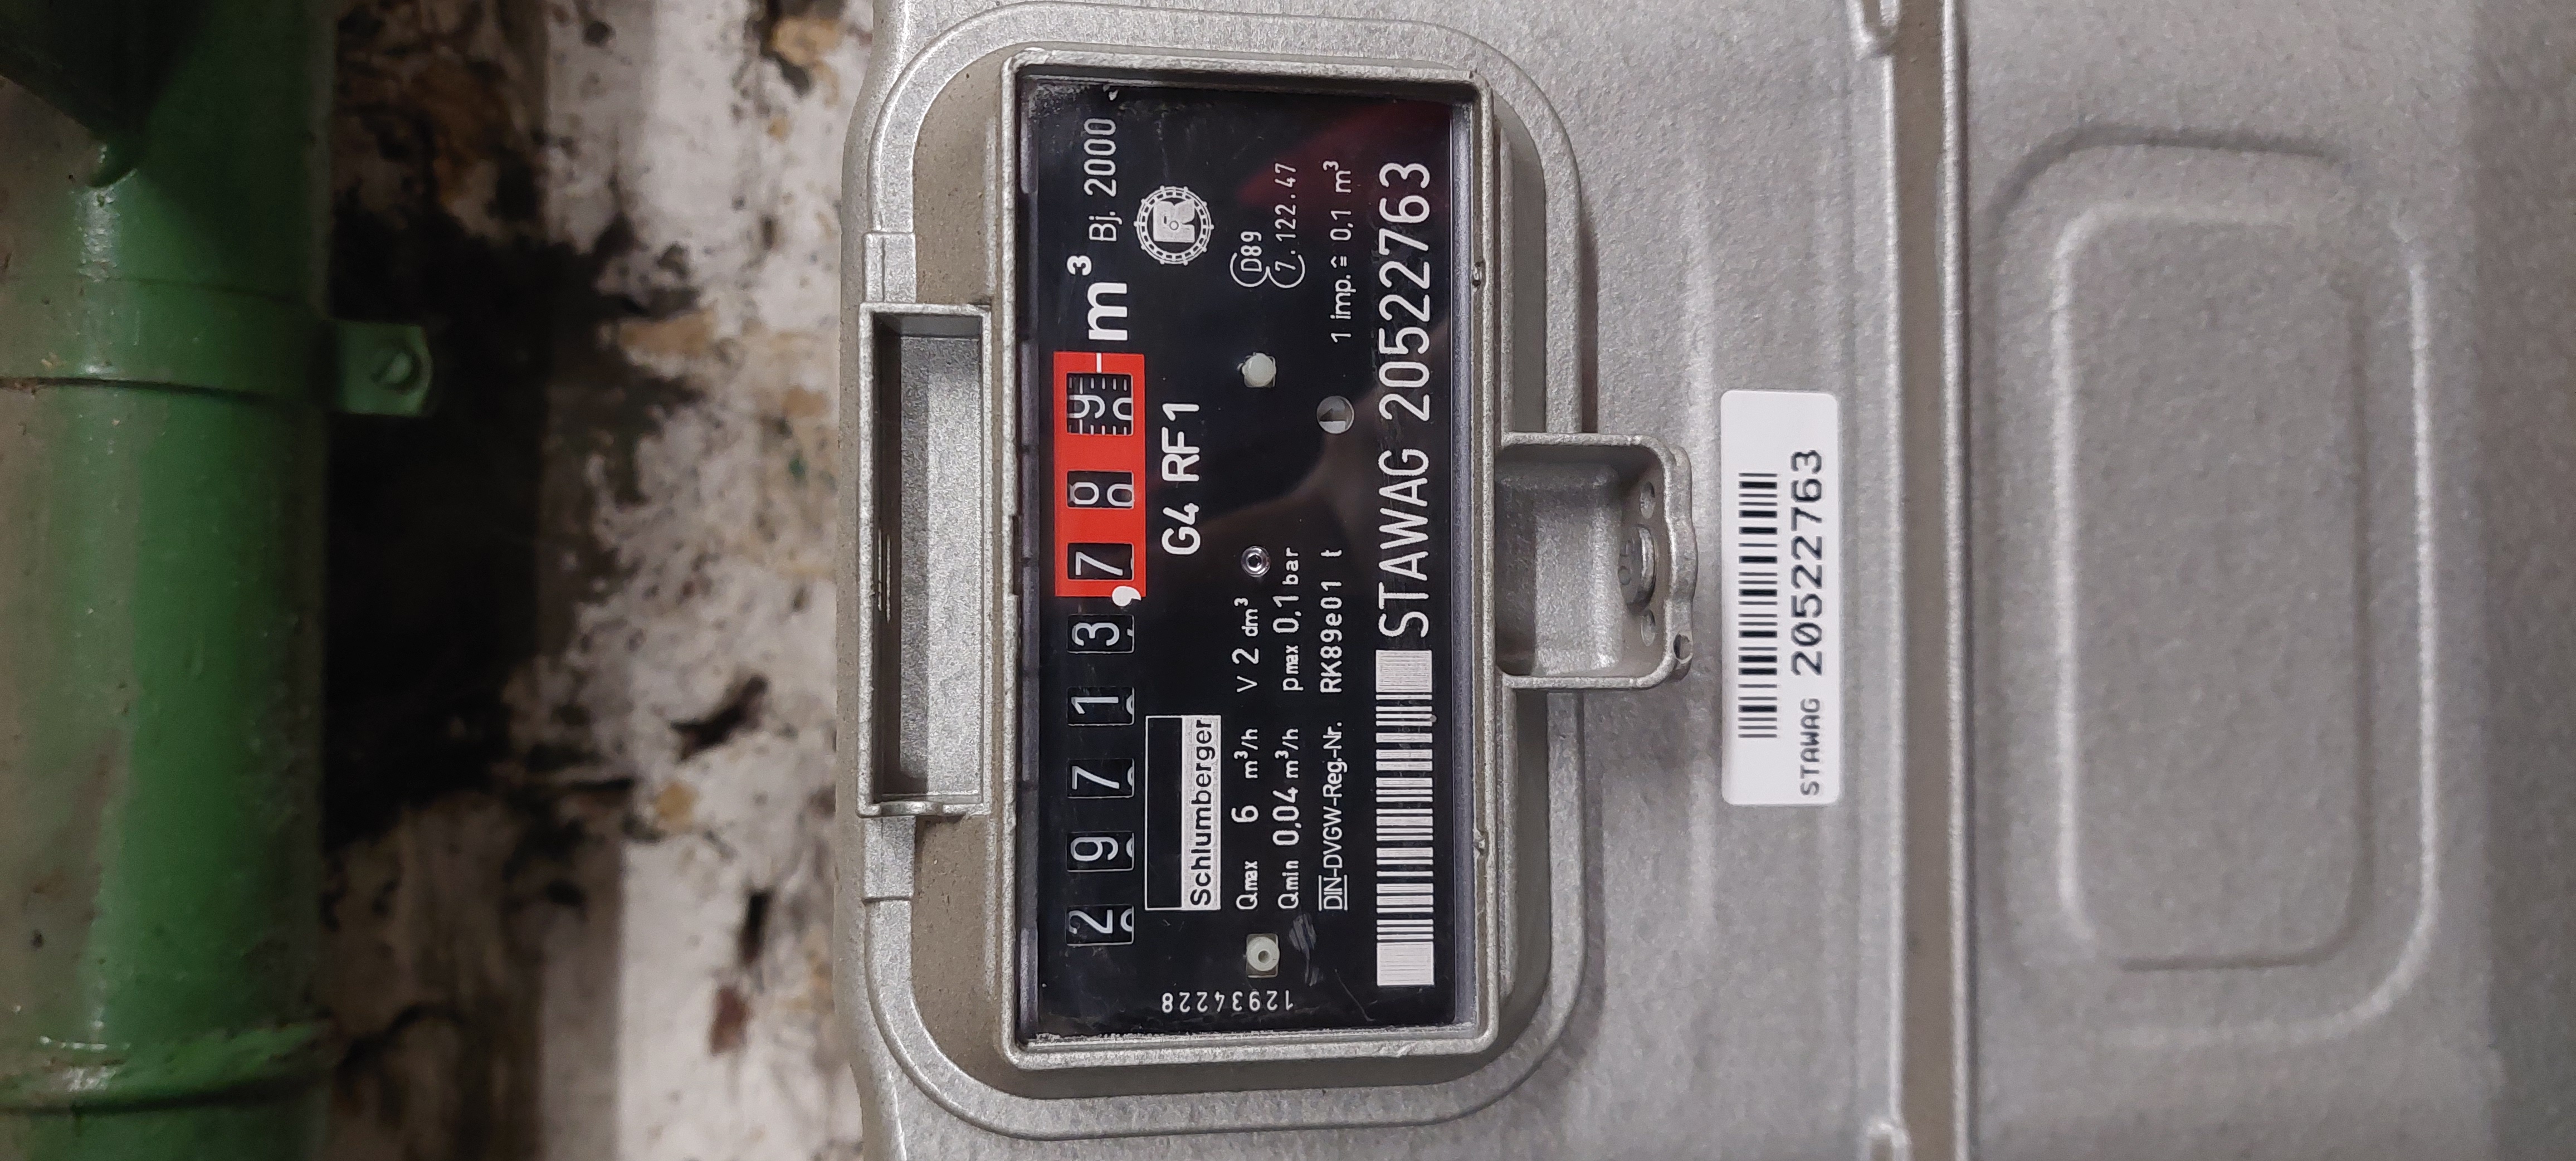 29713,789 m³ Bj. 2000
G4 RF1
R
12934228
Schlumberger
Qmax 6 m³/h V 2 dm³
D89
Qmin 0,04 m³/h pmax 0,1 bar
7.122.47
DIN-DVGW-Reg.-Nr. RK89e01 t
1 imp. ≙ 0,1 m³
STAWAG 20522763
STAWAG 20522763